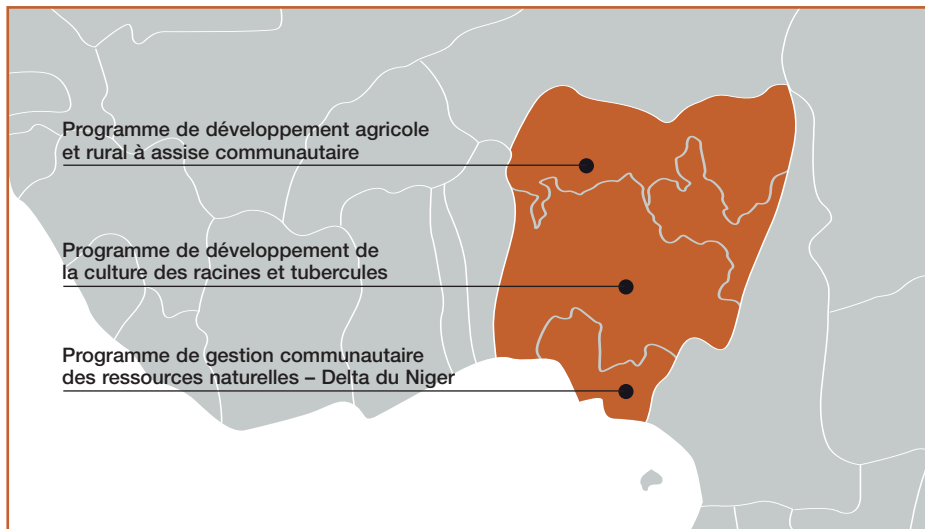 Programme de développement agricole
et rural à assise communautaire
Programme de développement de
la culture des racines et tubercules
Programme de gestion communautaire
des ressources naturelles – Delta du Niger